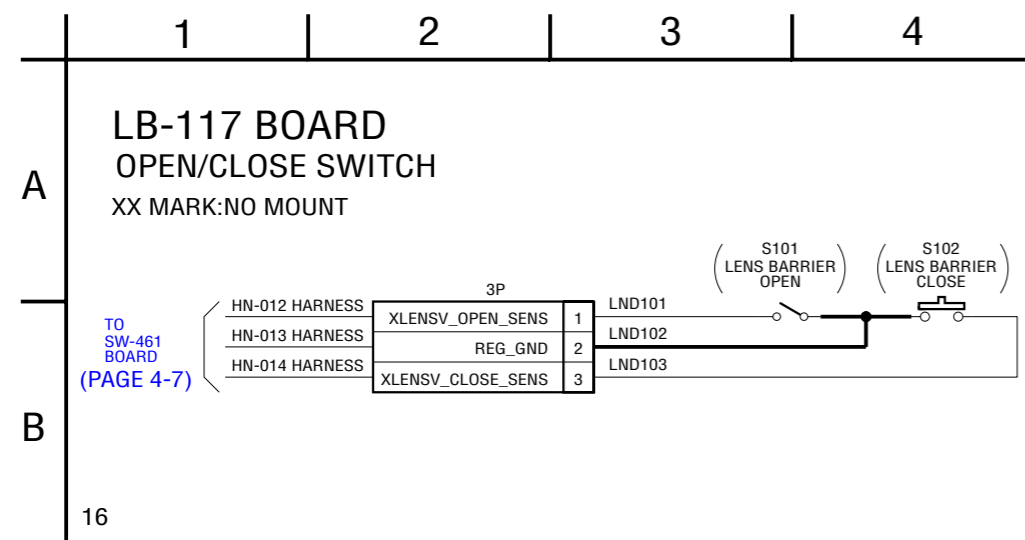 1 2 3 4
A
LB-117 BOARD
OPEN/CLOSE SWITCH
XX MARK:NO MOUNT
S101
LENS BARRIER
OPEN
S102
LENS BARRIER
CLOSE
3P
B
TO
SW-461
BOARD
(PAGE 4-7)
HN-012 HARNESS XLENSV_OPEN_SENS 1 LND101
HN-013 HARNESS REG_GND 2 LND102
HN-014 HARNESS XLENSV_CLOSE_SENS 3 LND103
16